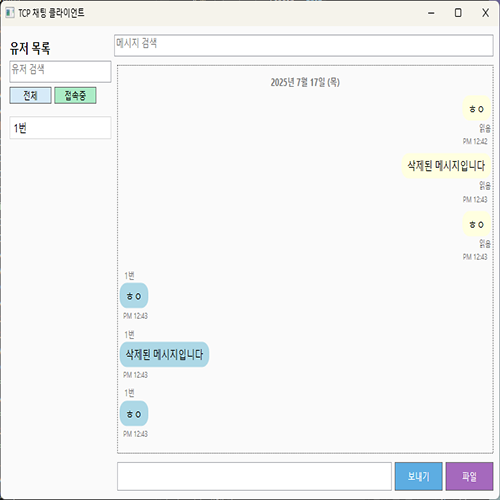 TCP 채팅 클라이언트
유저 목록
유저 검색
전체 접속중
1번
메시지 검색
2025년 7월 17일 (목)
ㅎㅇ
읽음
PM 12:42
삭제된 메시지입니다
읽음
PM 12:43
ㅎㅇ
읽음
PM 12:43
1번
ㅎㅇ
PM 12:43
1번
삭제된 메시지입니다
PM 12:43
1번
ㅎㅇ
PM 12:43
보내기 파일